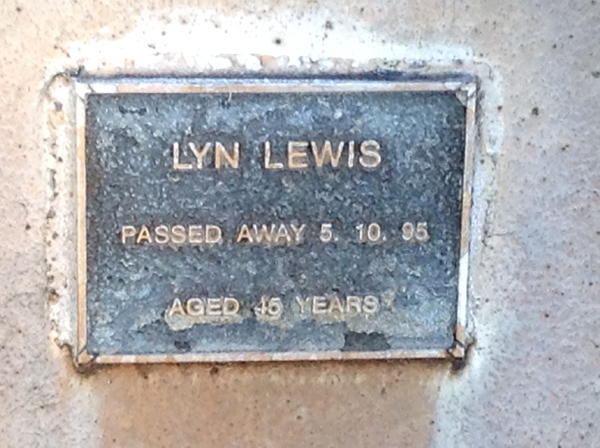 LYN LEWIS
PASSED AWAY 5. 10. 95
AGED 45 YEARS